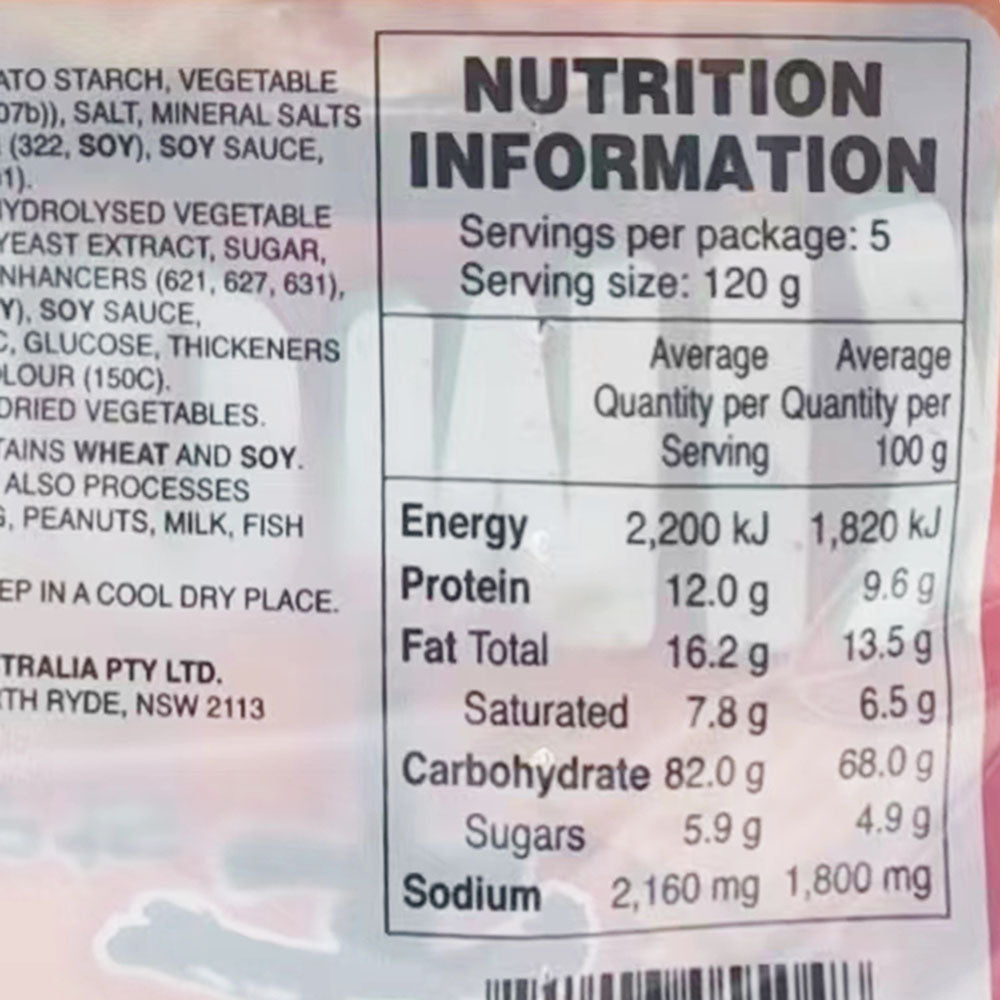 ATO STARCH, VEGETABLE
07b)), SALT, MINERAL SALTS
(322, SOY), SOY SAUCE,
1).
YDROLYSED VEGETABLE
YEAST EXTRACT, SUGAR,
NHANCERS (621, 627, 631),
Y), SOY SAUCE,
C, GLUCOSE, THICKENERS
LOUR (150C).
DRIED VEGETABLES.
TAINS WHEAT AND SOY.
ALSO PROCESSES
, PEANUTS, MILK, FISH
EP IN A COOL DRY PLACE.
TRALIA PTY LTD.
TH RYDE, NSW 2113
NUTRITION
INFORMATION
Servings per package: 5
Serving size: 120 g
Average Average
Quantity per Quantity per
Serving 100 g
Energy 2,200 kJ 1,820 kJ
Protein 12.0 g 9.6 g
Fat Total 16.2 g 13.5 g
Saturated 7.8 g 6.5 g
Carbohydrate 82.0 g 68.0 g
Sugars 5.9 g 4.9 g
Sodium 2,160 mg 1,800 mg